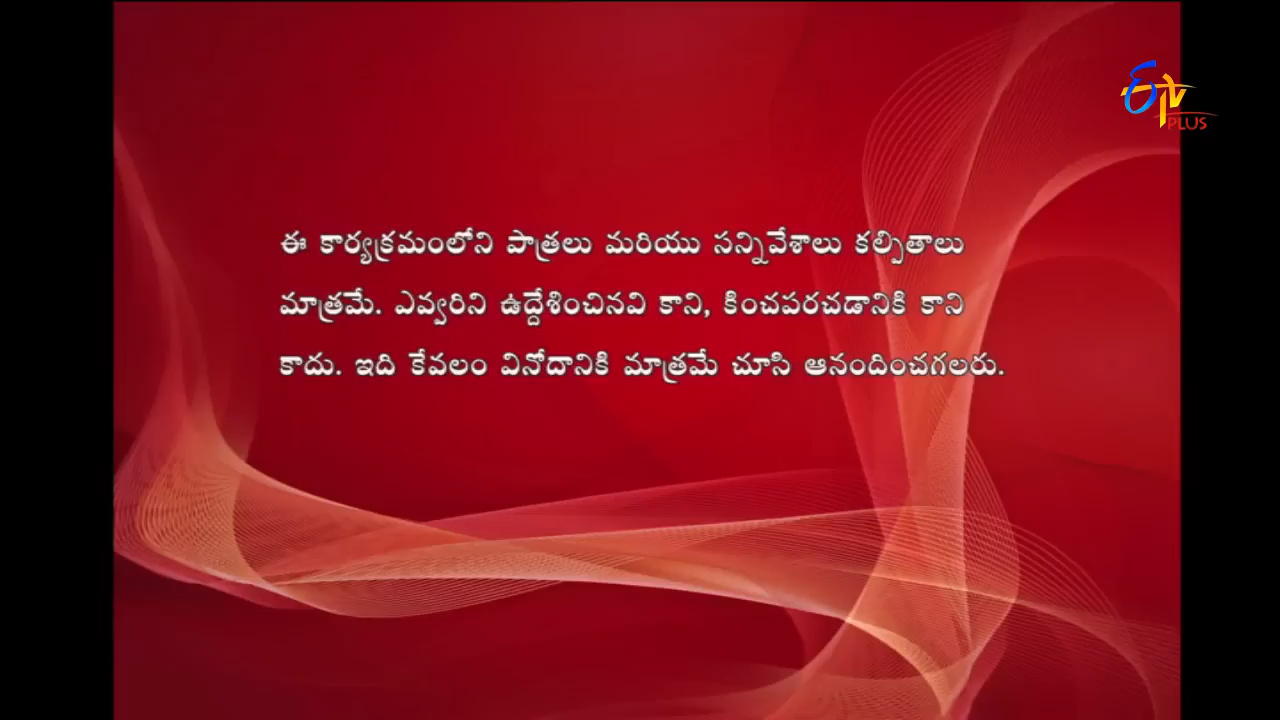 ETV
PLUS
ఈ కార్యక్రమంలోని పాత్రలు మరియు సన్నివేశాలు కల్పితాలు
మాత్రమే. ఎవ్వరిని ఉద్దేశించినవి కాని, కించపరచడానికి కాని
కాదు. ఇది కేవలం వినోదానికి మాత్రమే చూసి ఆనందించగలరు.